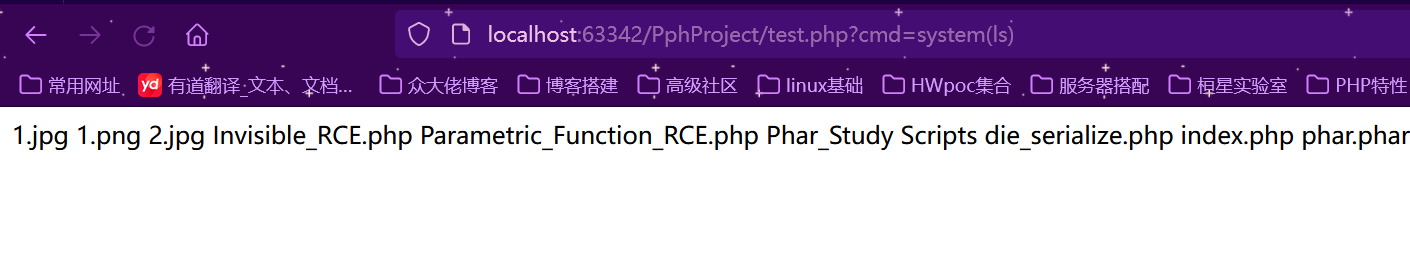 localhost:63342/PphProject/test.php?cmd=system(ls)
常用网址 yd 有道翻译_文本、文档... 众大佬博客 博客搭建 高级社区 linux基础 HWpoc集合 服务器搭配 桓星实验室 PHP特性
1.jpg 1.png 2.jpg Invisible_RCE.php Parametric_Function_RCE.php Phar_Study Scripts die_serialize.php index.php phar.phar